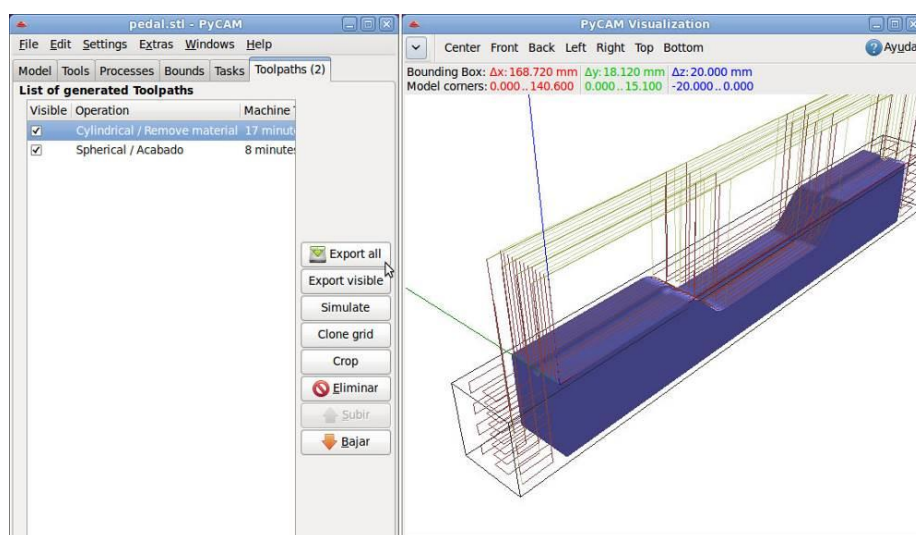 pedal.stl - PyCAM
File Edit Settings Extras Windows Help
Model Tools Processes Bounds Tasks Toolpaths (2)
List of generated Toolpaths
Visible Operation Machine
Cylindrical / Remove material 17 minut
Spherical / Acabado 8 minutes
Export all
Export visible
Simulate
Clone grid
Crop
Eliminar
Subir
Bajar
PyCAM Visualization
Center Front Back Left Right Top Bottom Ayuda
Bounding Box: Δx: 168.720 mm Δy: 18.120 mm Δz: 20.000 mm
Model corners: 0.000..140.600 0.000..15.100 -20.000..0.000